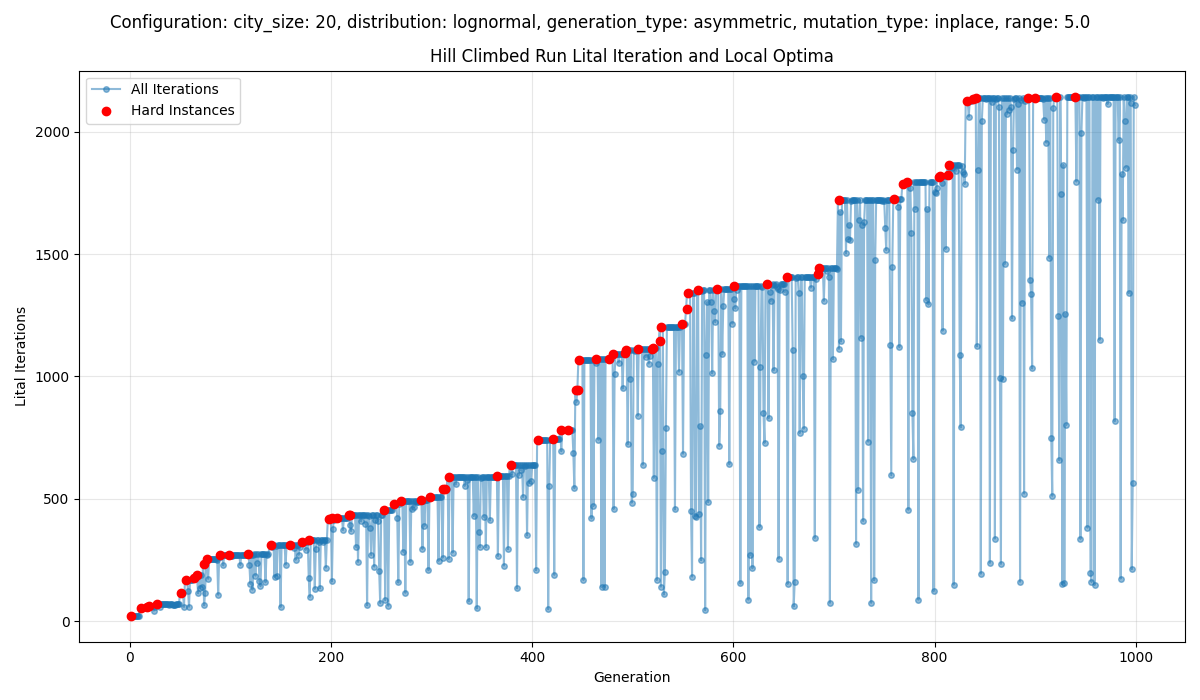 Configuration: city_size: 20, distribution: lognormal, generation_type: asymmetric, mutation_type: inplace, range: 5.0
Hill Climbed Run Lital Iteration and Local Optima
All Iterations
Hard Instances
Lital Iterations
2000
1500
1000
500
0
0 200 400 600 800 1000
Generation